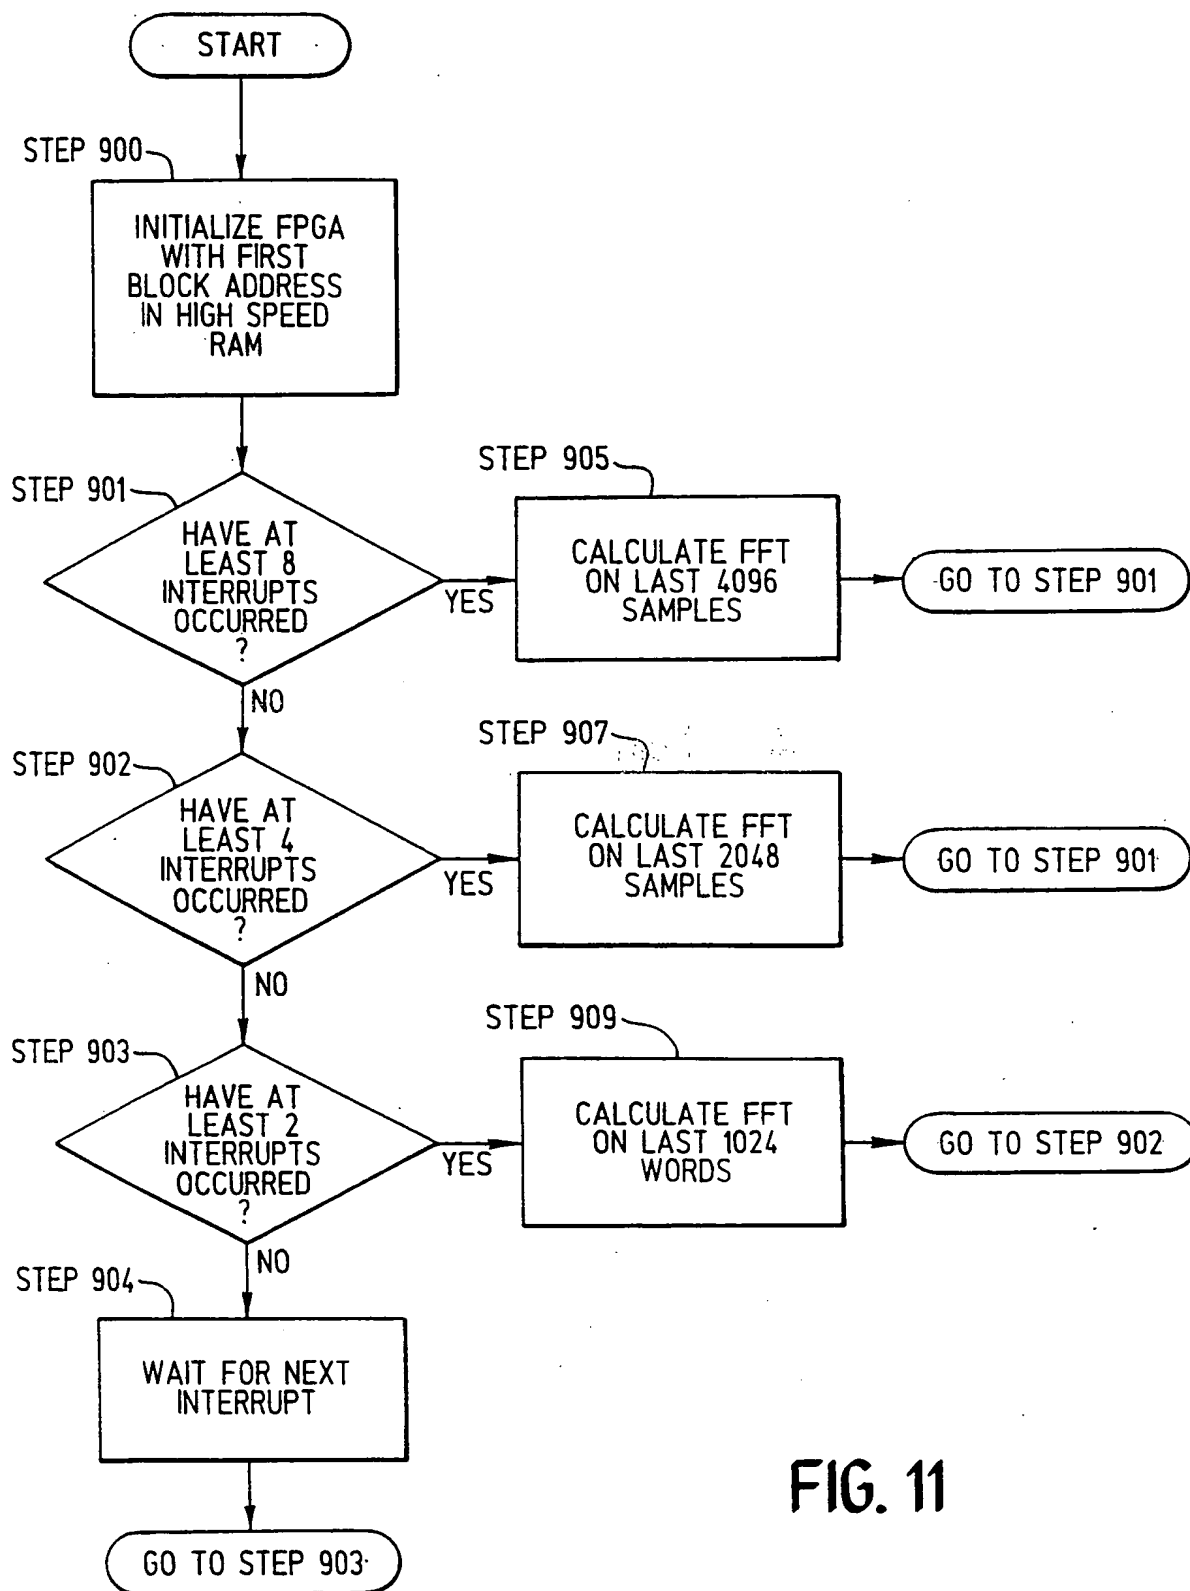 START
STEP 900
INITIALIZE FPGA
WITH FIRST
BLOCK ADDRESS
IN HIGH SPEED
RAM
STEP 901
HAVE AT
LEAST 8
INTERRUPTS
OCCURRED
?
YES
NO
STEP 905
CALCULATE FFT
ON LAST 4096
SAMPLES
GO TO STEP 901
STEP 902
HAVE AT
LEAST 4
INTERRUPTS
OCCURRED
?
YES
NO
STEP 907
CALCULATE FFT
ON LAST 2048
SAMPLES
GO TO STEP 901
STEP 903
HAVE AT
LEAST 2
INTERRUPTS
OCCURRED
?
YES
NO
STEP 909
CALCULATE FFT
ON LAST 1024
WORDS
GO TO STEP 902
STEP 904
WAIT FOR NEXT
INTERRUPT
GO TO STEP 903
FIG. 11